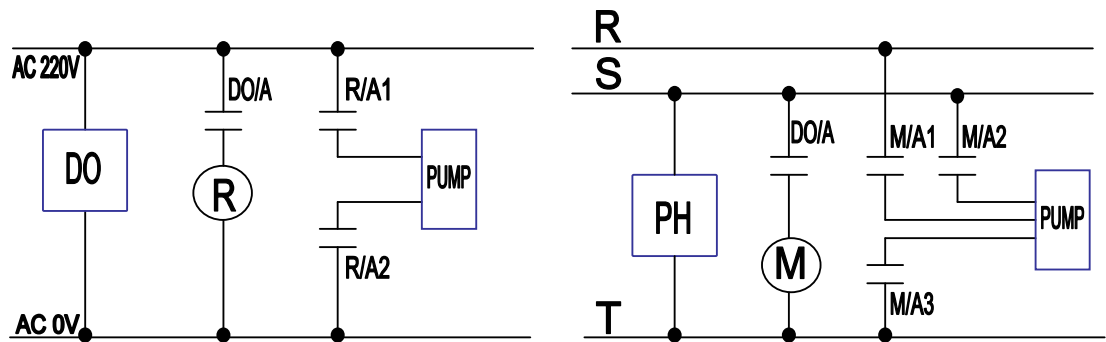 AC 220V
DO
DO/A
R
R/A1
PUMP
R/A2
AC 0V
R
S
PH
DO/A
M
M/A1
M/A2
PUMP
M/A3
T